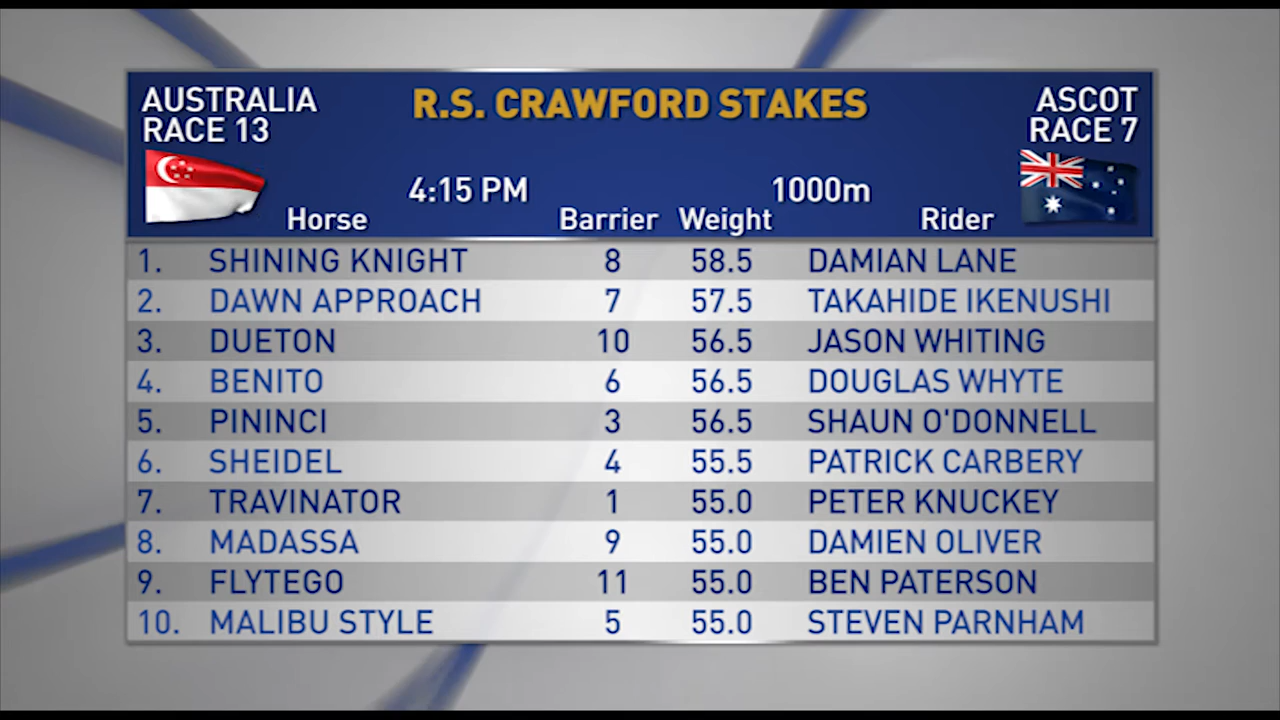 AUSTRALIA
RACE 13
R.S. CRAWFORD STAKES
ASCOT
RACE 7
4:15 PM 1000m
Horse Barrier Weight Rider
1. SHINING KNIGHT 8 58.5 DAMIAN LANE
2. DAWN APPROACH 7 57.5 TAKAHIDE IKENUSHI
3. DUETON 10 56.5 JASON WHITING
4. BENITO 6 56.5 DOUGLAS WHYTE
5. PININCI 3 56.5 SHAUN O'DONNELL
6. SHEIDEL 4 55.5 PATRICK CARBERY
7. TRAVINATOR 1 55.0 PETER KNUCKEY
8. MADASSA 9 55.0 DAMIEN OLIVER
9. FLYTEGO 11 55.0 BEN PATERSON
10. MALIBU STYLE 5 55.0 STEVEN PARNHAM